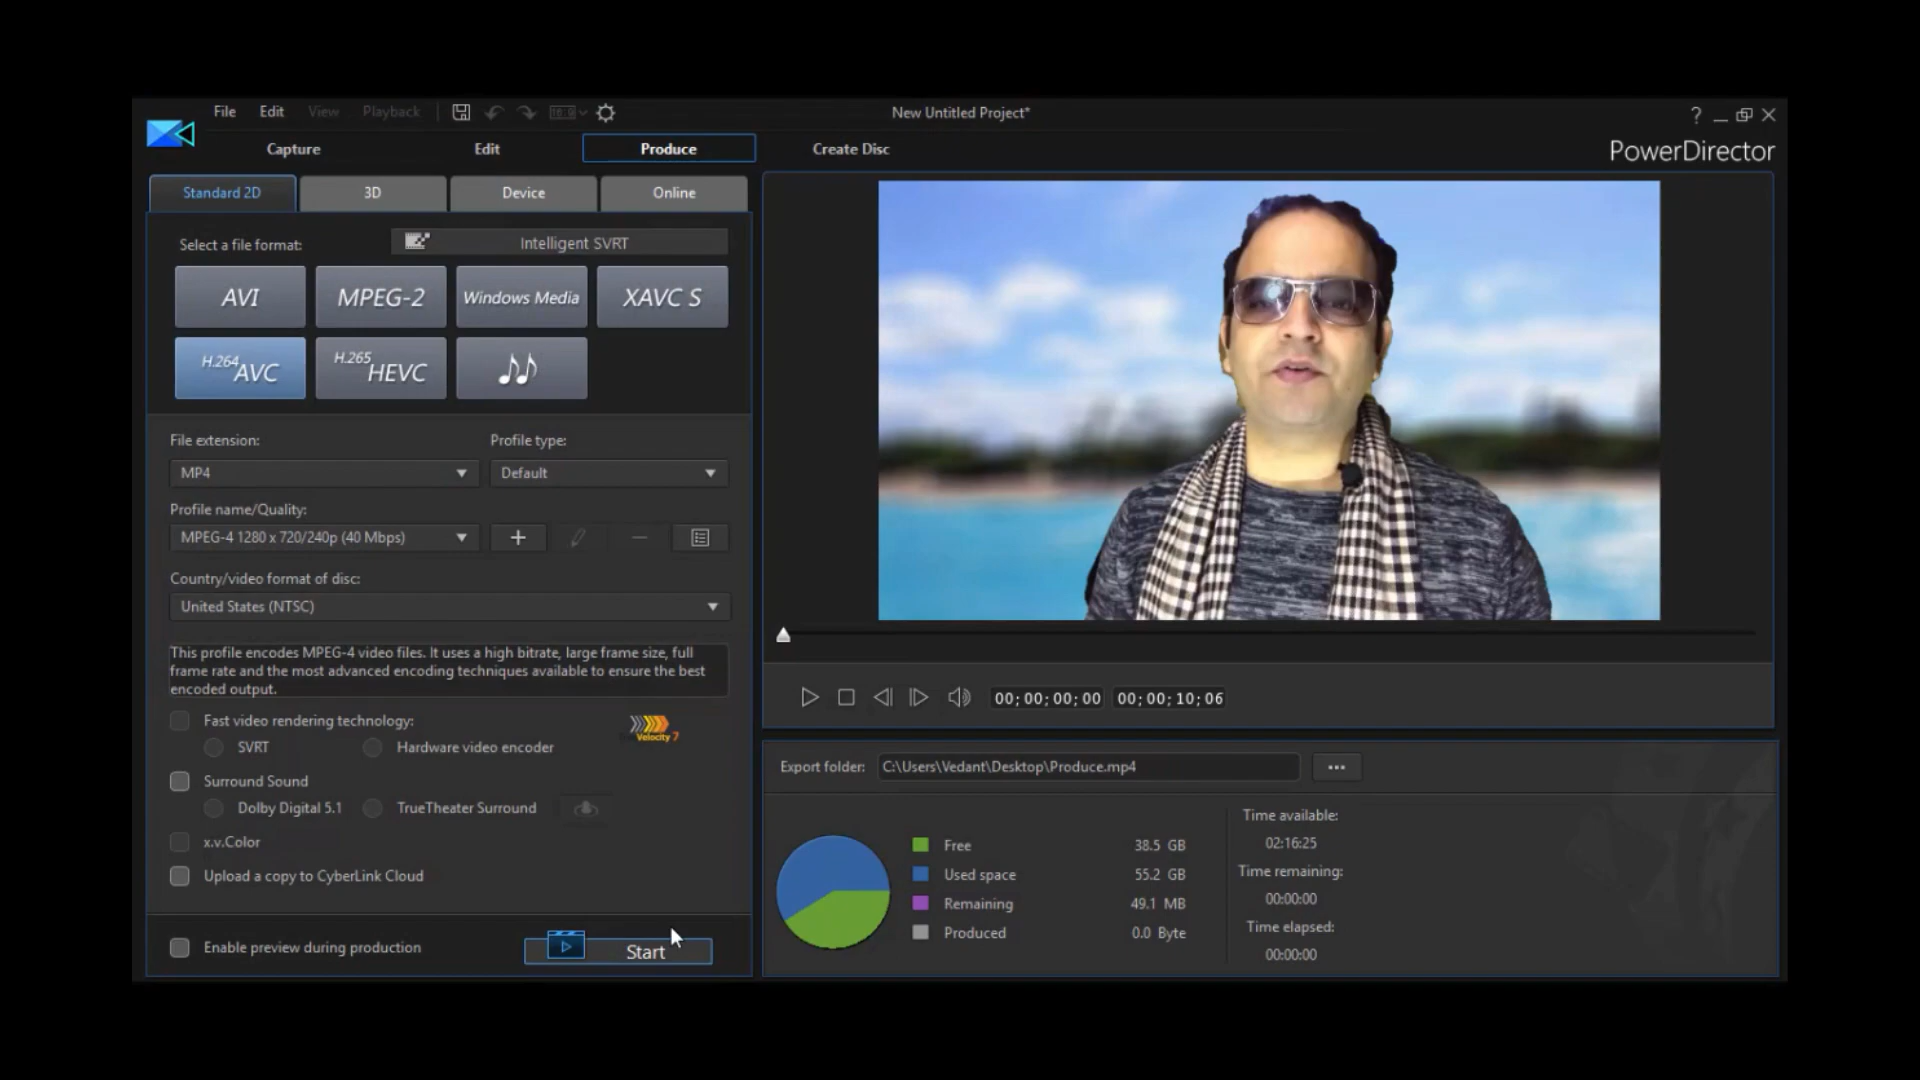 File Edit View Playback 16:9 New Untitled Project* ?
Capture Edit Produce Create Disc PowerDirector
Standard 2D 3D Device Online
Select a file format: Intelligent SVRT
AVI MPEG-2 Windows Media XAVC S
H.264 AVC H.265 HEVC
File extension: Profile type:
MP4 Default
Profile name/Quality:
MPEG-4 1280 x 720/240p (40 Mbps)
Country/video format of disc:
United States (NTSC)
This profile encodes MPEG-4 video files. It uses a high bitrate, large frame size, full
frame rate and the most advanced encoding techniques available to ensure the best
encoded output.
Fast video rendering technology:
Velocity 7
SVRT Hardware video encoder
Surround Sound
Dolby Digital 5.1 TrueTheater Surround
x.v.Color
Upload a copy to CyberLink Cloud
Enable preview during production Start
00;00;00;00 00;00;10;06
Export folder: C:\Users\Vedant\Desktop\Produce.mp4 ...
Free 38.5 GB
Used space 55.2 GB
Remaining 49.1 MB
Produced 0.0 Byte
Time available:
02:16:25
Time remaining:
00:00:00
Time elapsed:
00:00:00